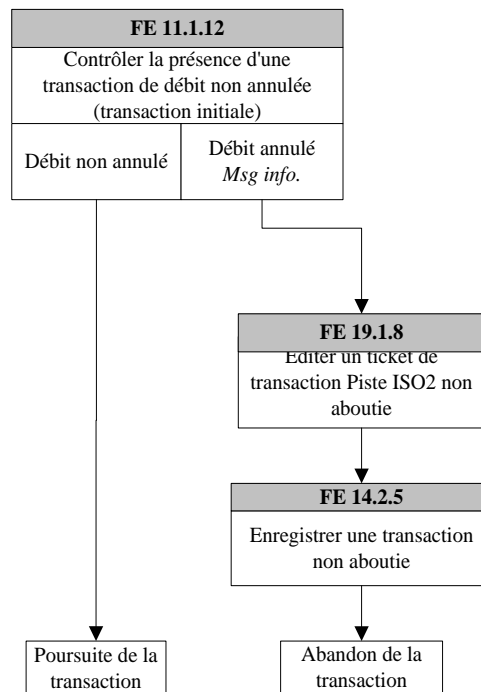 FE 11.1.12
Contrôler la présence d'une
transaction de débit non annulée
(transaction initiale)
Débit non annulé
Débit annulé
Msg info.
FE 19.1.8
Editer un ticket de
transaction Piste ISO2 non
aboutie
FE 14.2.5
Enregistrer une transaction
non aboutie
Poursuite de la
transaction
Abandon de la
transaction